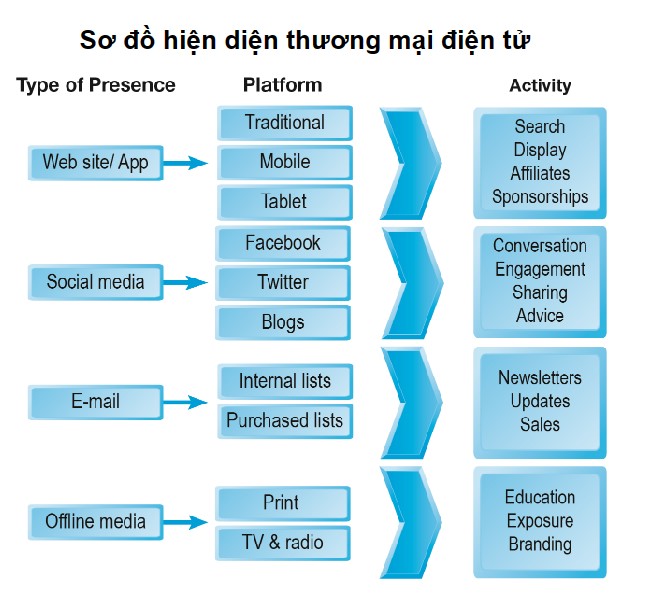 Sơ đồ hiện diện thương mại điện tử
Type of Presence
Platform
Activity
Web site/ App
Traditional
Mobile
Tablet
Search
Display
Affiliates
Sponsorships
Social media
Facebook
Twitter
Blogs
Conversation
Engagement
Sharing
Advice
E-mail
Internal lists
Purchased lists
Newsletters
Updates
Sales
Offline media
Print
TV & radio
Education
Exposure
Branding